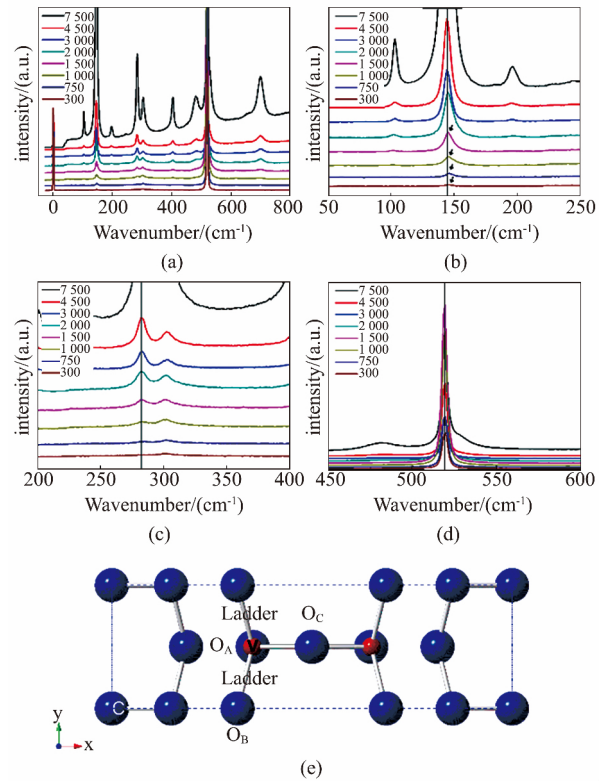 7 500
4 500
3 000
2 000
1 500
1 000
750
300
intensity/(a.u.)
0 200 400 600 800
Wavenumber/(cm-1)
(a)
7 500
4 500
3 000
2 000
1 500
1 000
750
300
intensity/(a.u.)
50 100 150 200 250
Wavenumber/(cm-1)
(b)
7 500
4 500
3 000
2 000
1 500
1 000
750
300
intensity/(a.u.)
200 250 300 350 400
Wavenumber/(cm-1)
(c)
7 500
4 500
3 000
2 000
1 500
1 000
750
300
intensity/(a.u.)
450 500 550 600
Wavenumber/(cm-1)
(d)
Ladder OC
OA V
Ladder
C
OB
y
x
(e)